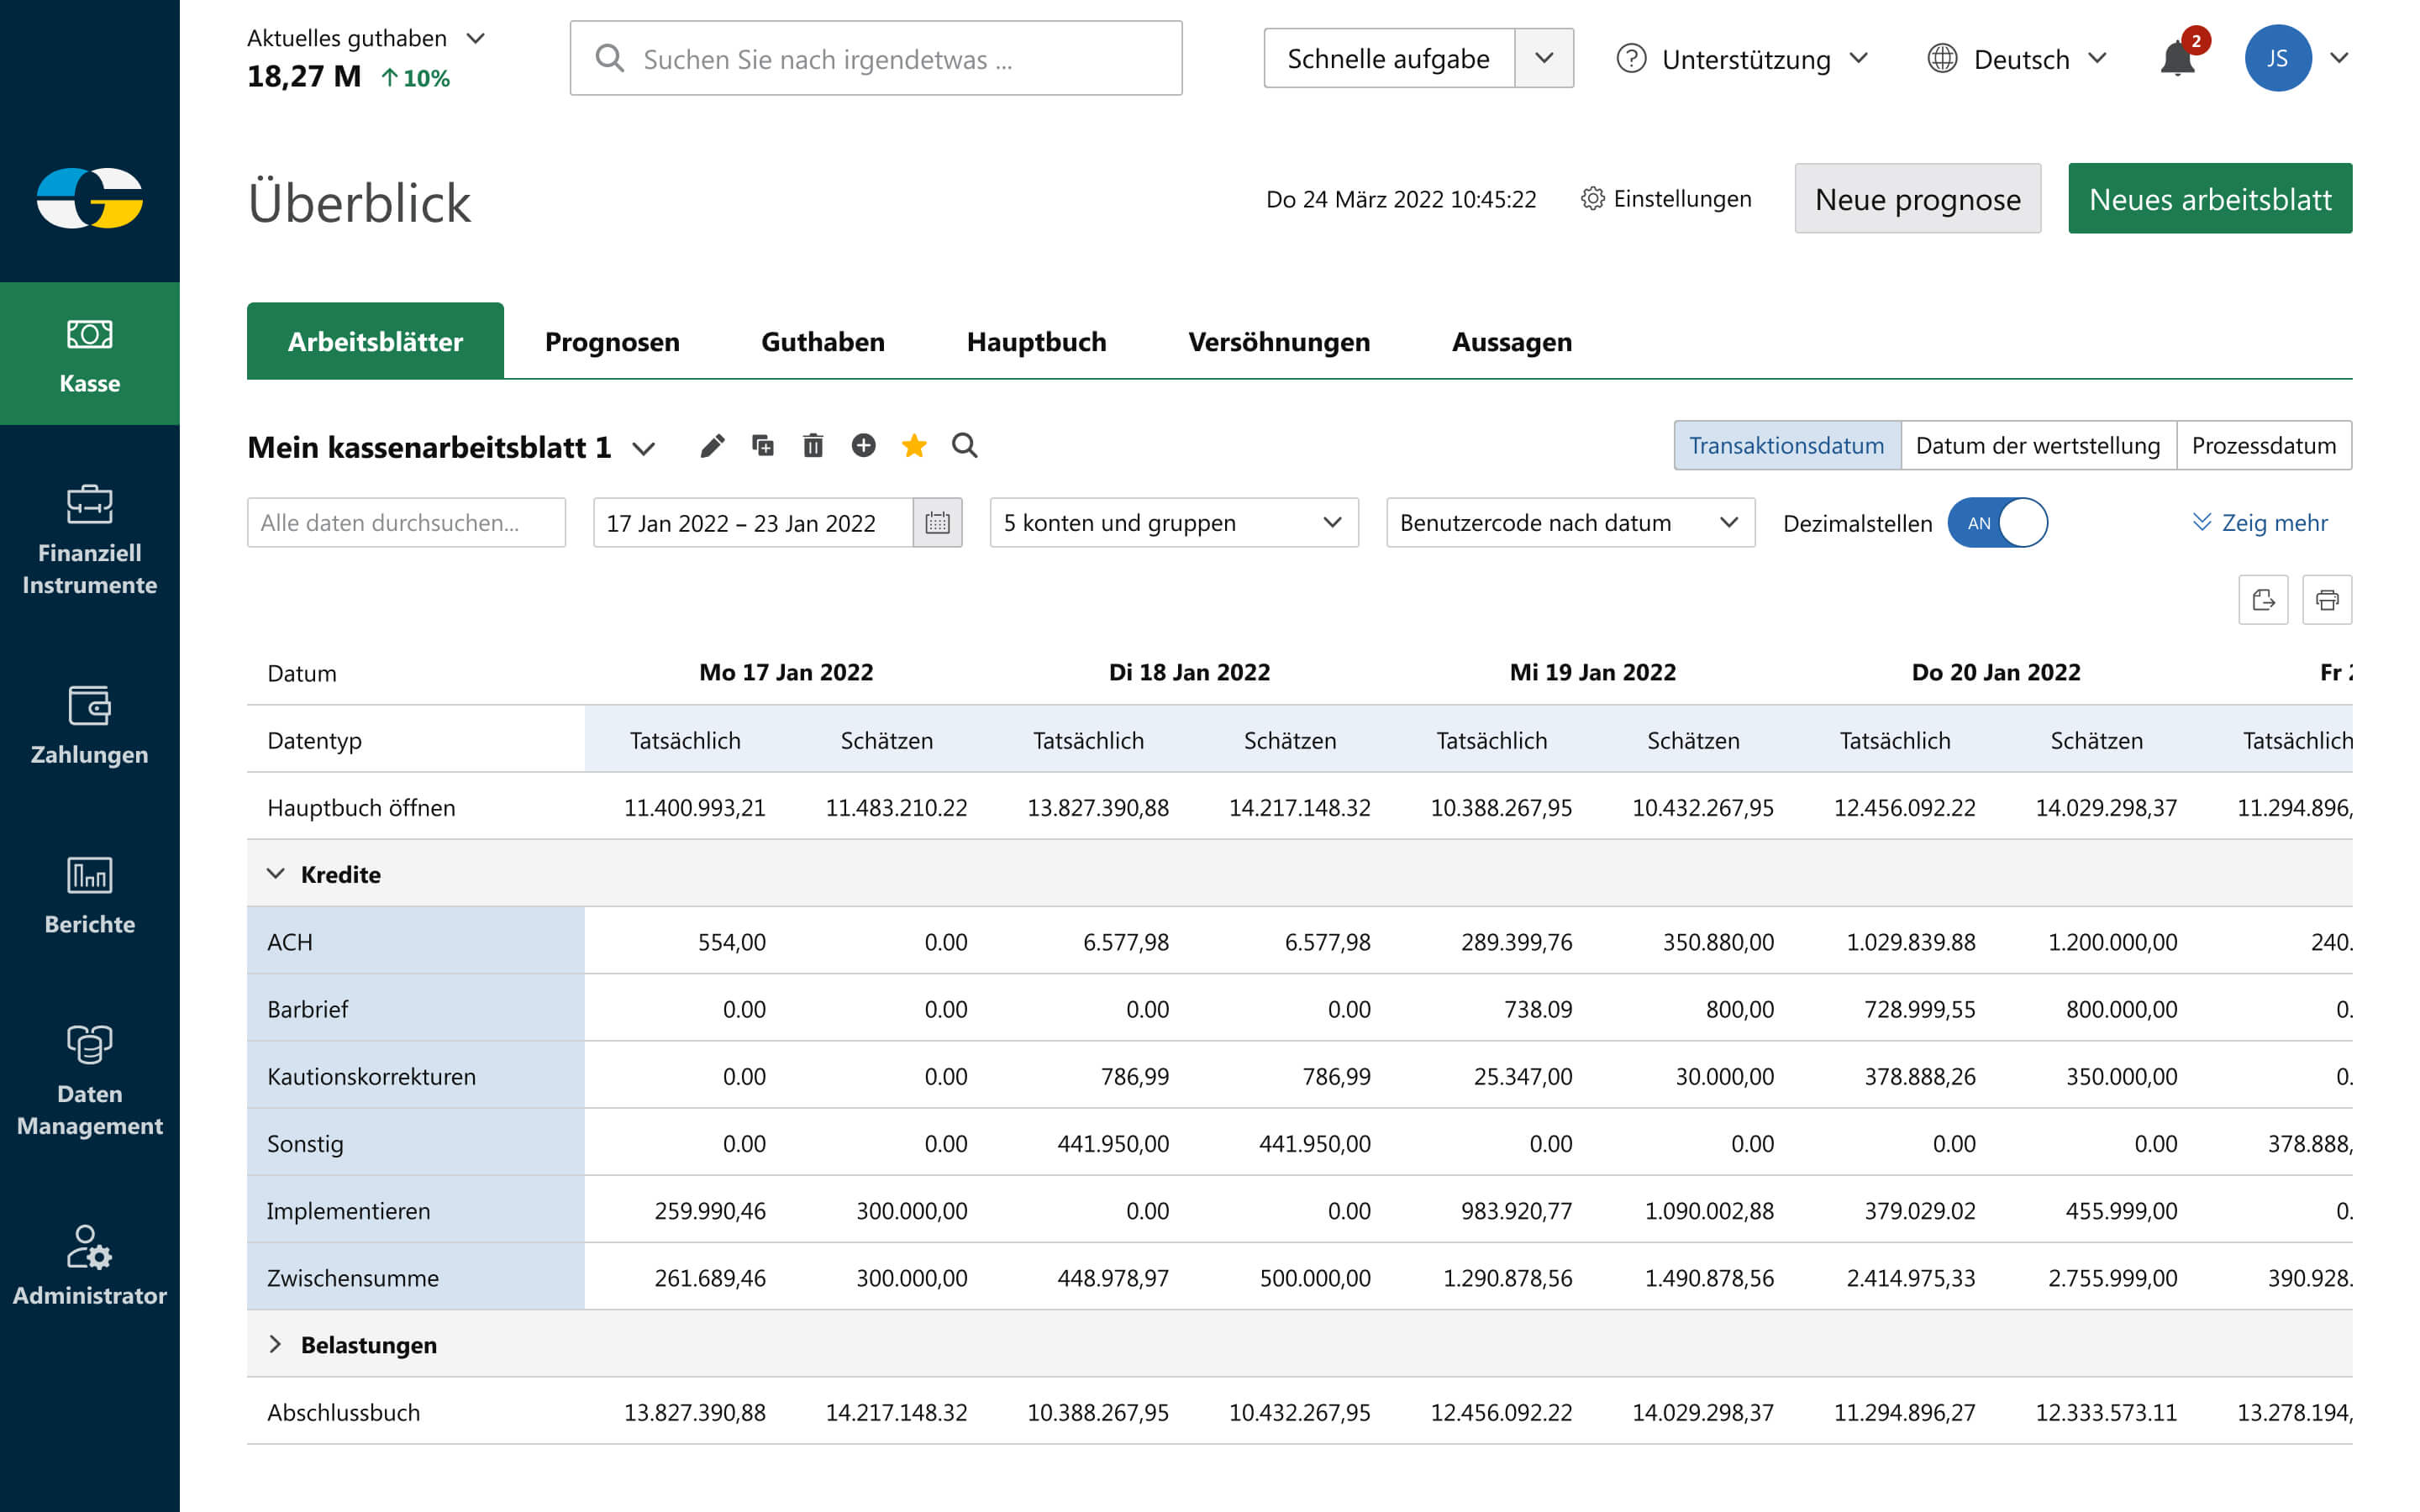 Aktuelles guthaben
18,27 M 10%
Suchen Sie nach irgendetwas ...
Schnelle aufgabe
Unterstützung
Deutsch
2
JS
Überblick
Do 24 März 2022 10:45:22
Einstellungen
Neue prognose
Neues arbeitsblatt
Kasse
Finanziell
Instrumente
Zahlungen
Berichte
Daten
Management
Administrator
Arbeitsblätter Prognosen Guthaben Hauptbuch Versöhnungen Aussagen
Mein kassenarbeitsblatt 1
Transaktionsdatum Datum der wertstellung Prozessdatum
Alle daten durchsuchen...
17 Jan 2022 – 23 Jan 2022
5 konten und gruppen
Benutzercode nach datum
Dezimalstellen AN
Zeig mehr
Datum Mo 17 Jan 2022 Di 18 Jan 2022 Mi 19 Jan 2022 Do 20 Jan 2022 Fr
Datentyp Tatsächlich Schätzen Tatsächlich Schätzen Tatsächlich Schätzen Tatsächlich Schätzen Tatsächlich
Hauptbuch öffnen 11.400.993,21 11.483.210.22 13.827.390,88 14.217.148.32 10.388.267,95 10.432.267,95 12.456.092.22 14.029.298,37 11.294.896,
Kredite
ACH 554,00 0.00 6.577,98 6.577,98 289.399,76 350.880,00 1.029.839.88 1.200.000,00 240.
Barbrief 0.00 0.00 0.00 0.00 738.09 800,00 728.999,55 800.000,00 0.
Kautionskorrekturen 0.00 0.00 786,99 786,99 25.347,00 30.000,00 378.888,26 350.000,00 0.
Sonstig 0.00 0.00 441.950,00 441.950,00 0.00 0.00 0.00 0.00 378.888,
Implementieren 259.990,46 300.000,00 0.00 0.00 983.920,77 1.090.002,88 379.029.02 455.999,00 0.
Zwischensumme 261.689,46 300.000,00 448.978,97 500.000,00 1.290.878,56 1.490.878,56 2.414.975,33 2.755.999,00 390.928.
Belastungen
Abschlussbuch 13.827.390,88 14.217.148.32 10.388.267,95 10.432.267,95 12.456.092.22 14.029.298,37 11.294.896,27 12.333.573.11 13.278.194,